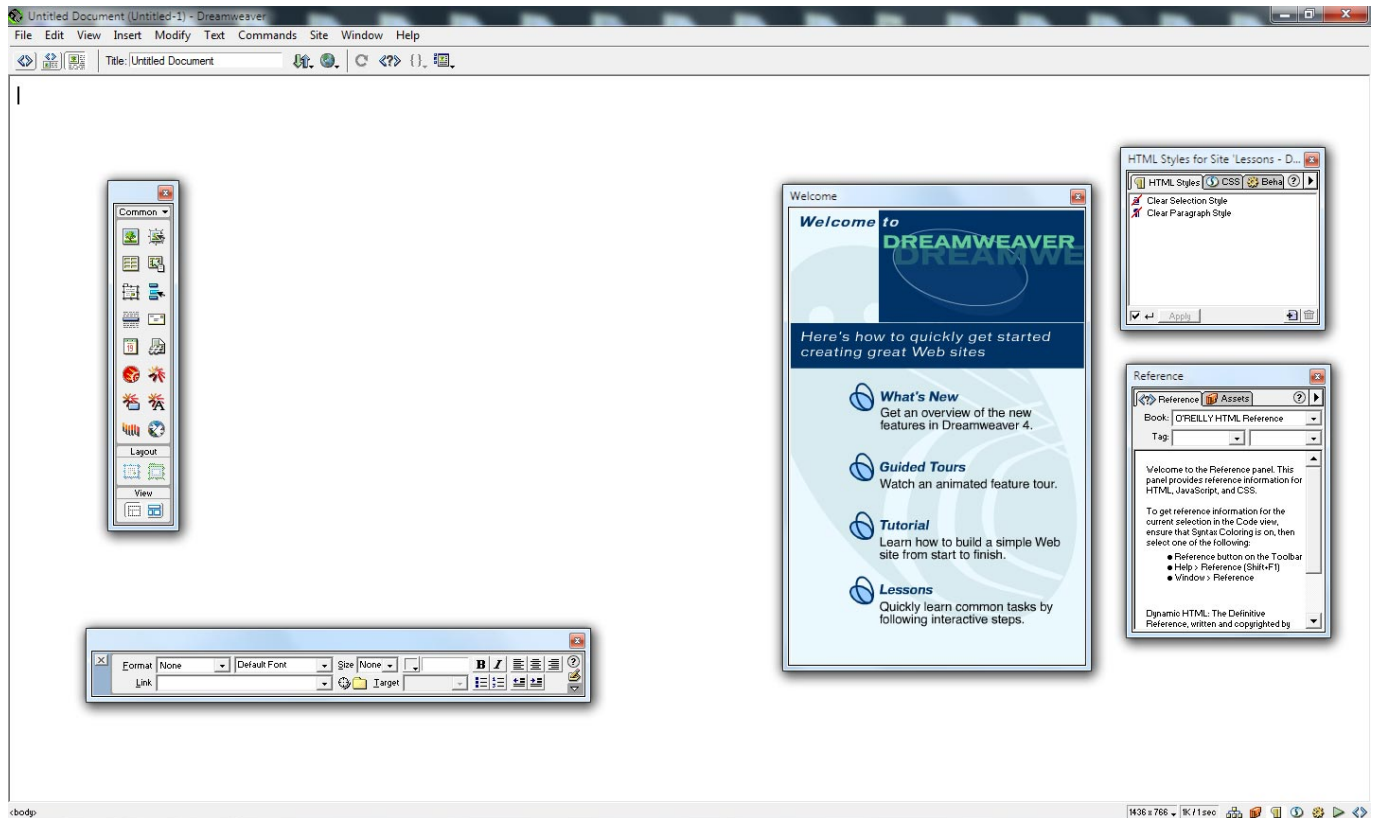 Untitled Document (Untitled-1) - Dreamweaver
File Edit View Insert Modify Text Commands Site Window Help
Title: Untitled Document
Common
19
Layout
View
Format None Default Font Size None B I
Link Target
Welcome
Welcome to
DREAMWEAVER
DREAMWE
Here's how to quickly get started
creating great Web sites
What's New
Get an overview of the new
features in Dreamweaver 4.
Guided Tours
Watch an animated feature tour.
Tutorial
Learn how to build a simple Web
site from start to finish.
Lessons
Quickly learn common tasks by
following interactive steps.
HTML Styles for Site 'Lessons - D...
HTML Styles CSS Beha
Clear Selection Style
Clear Paragraph Style
Apply
Reference
Reference Assets
Book: O'REILLY HTML Reference
Tag:
Welcome to the Reference panel. This
panel provides reference information for
HTML, JavaScript, and CSS.
To get reference information for the
current selection in the Code view,
ensure that Syntax Coloring is on, then
select one of the following:
● Reference button on the Toolbar
● Help > Reference (Shift+F1)
● Window > Reference
Dynamic HTML: The Definitive
Reference, written and copyrighted by
<body>
1436 x 766 1K / 1 sec